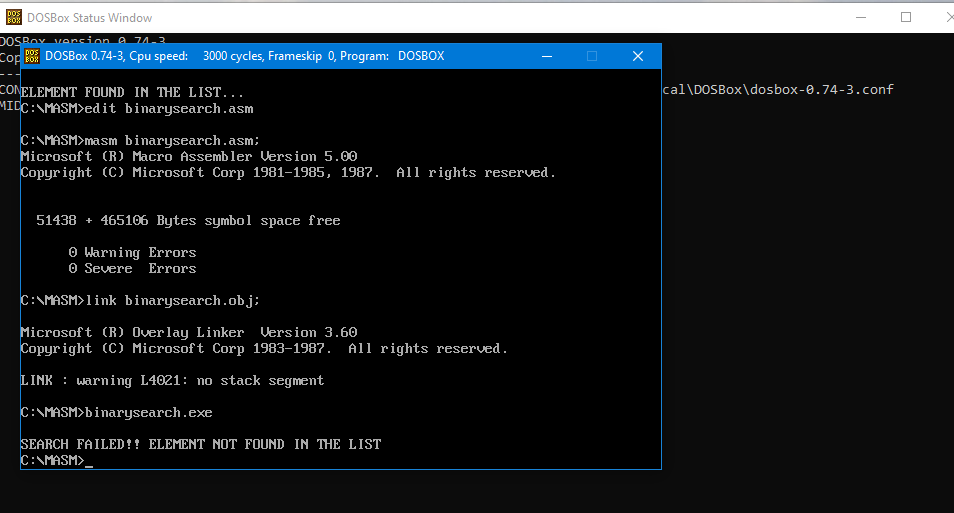 DOSBox Status Window
DOSBox version 0.74-3
Cop
---
CON
cal\DOSBox\dosbox-0.74-3.conf
MID
DOSBox 0.74-3, Cpu speed: 3000 cycles, Frameskip 0, Program: DOSBOX
ELEMENT FOUND IN THE LIST...
C:\MASM>edit binarysearch.asm
C:\MASM>masm binarysearch.asm;
Microsoft (R) Macro Assembler Version 5.00
Copyright (C) Microsoft Corp 1981-1985, 1987. All rights reserved.
51438 + 465106 Bytes symbol space free
0 Warning Errors
0 Severe Errors
C:\MASM>link binarysearch.obj;
Microsoft (R) Overlay Linker Version 3.60
Copyright (C) Microsoft Corp 1983-1987. All rights reserved.
LINK : warning L4021: no stack segment
C:\MASM>binarysearch.exe
SEARCH FAILED!! ELEMENT NOT FOUND IN THE LIST
C:\MASM>_